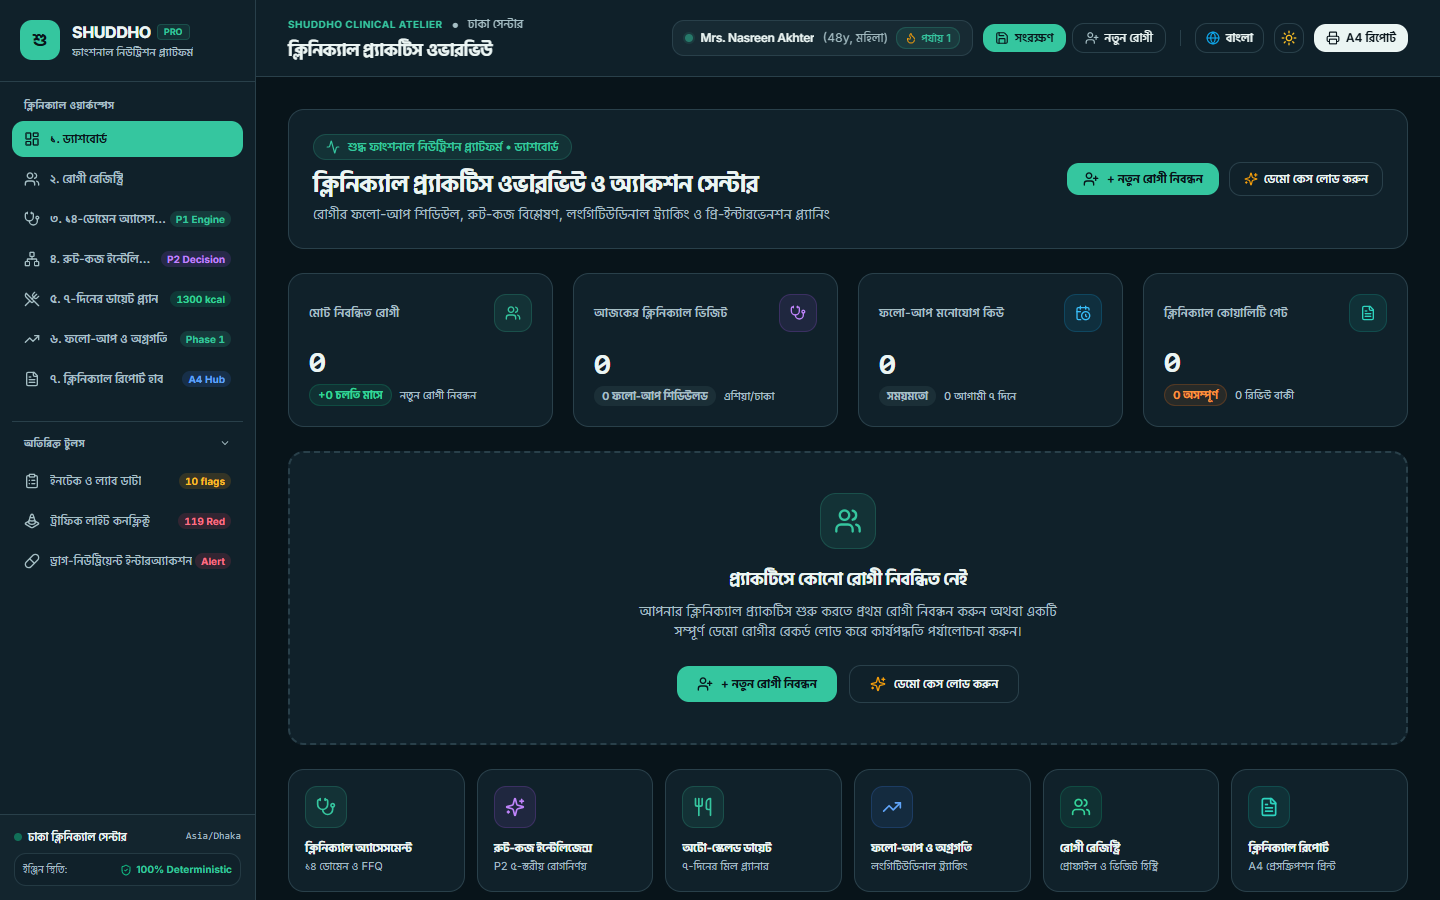 শু
SHUDDHO PRO
ফাংশনাল নিউট্রিশন প্ল্যাটফর্ম
ক্লিনিক্যাল ওয়ার্কস্পেস
১. ড্যাশবোর্ড
২. রোগী রেজিস্ট্রি
৩. ১৪-ডোমেন অ্যাসেস... P1 Engine
৪. রুট-কজ ইন্টেলি... P2 Decision
৫. ৭-দিনের ডায়েট প্ল্যান 1300 kcal
৬. ফলো-আপ ও অগ্রগতি Phase 1
৭. ক্লিনিক্যাল রিপোর্ট হাব A4 Hub
অতিরিক্ত টুলস
ইনটেক ও ল্যাব ডাটা 10 flags
ট্রাফিক লাইট কনফ্লিক্ট 119 Red
ড্রাগ-নিউট্রিয়েন্ট ইন্টারঅ্যাকশন Alert
ঢাকা ক্লিনিক্যাল সেন্টার Asia/Dhaka
ইঞ্জিন স্থিতি: 100% Deterministic
SHUDDHO CLINICAL ATELIER • ঢাকা সেন্টার
ক্লিনিক্যাল প্র্যাকটিস ওভারভিউ
Mrs. Nasreen Akhter (48y, মহিলা) পর্যায় 1
সংরক্ষণ
নতুন রোগী
বাংলা
A4 রিপোর্ট
শুদ্ধ ফাংশনাল নিউট্রিশন প্ল্যাটফর্ম • ড্যাশবোর্ড
ক্লিনিক্যাল প্র্যাকটিস ওভারভিউ ও অ্যাকশন সেন্টার
রোগীর ফলো-আপ শিডিউল, রুট-কজ বিশ্লেষণ, লংগিটিউডিনাল ট্র্যাকিং ও প্রি-ইন্টারভেনশন প্ল্যানিং
+ নতুন রোগী নিবন্ধন
ডেমো কেস লোড করুন
মোট নিবন্ধিত রোগী
0
+0 চলতি মাসে নতুন রোগী নিবন্ধন
আজকের ক্লিনিক্যাল ভিজিট
0
0 ফলো-আপ শিডিউলড এশিয়া/ঢাকা
ফলো-আপ মনোযোগ কিউ
0
সময়মতো 0 আগামী ৭ দিনে
ক্লিনিক্যাল কোয়ালিটি গেট
0
0 অসম্পূর্ণ 0 রিভিউ বাকী
প্র্যাকটিসে কোনো রোগী নিবন্ধিত নেই
আপনার ক্লিনিক্যাল প্র্যাকটিস শুরু করতে প্রথম রোগী নিবন্ধন করুন অথবা একটি
সম্পূর্ণ ডেমো রোগীর রেকর্ড লোড করে কার্যপদ্ধতি পর্যালোচনা করুন।
+ নতুন রোগী নিবন্ধন
ডেমো কেস লোড করুন
ক্লিনিক্যাল অ্যাসেসমেন্ট
১৪ ডোমেন ও FFQ
রুট-কজ ইন্টেলিজেন্স
P2 ৫-স্তরীয় রোগনির্ণয়
অটো-স্কেলড ডায়েট
৭-দিনের মিল প্ল্যানার
ফলো-আপ ও অগ্রগতি
লংগিটিউডিনাল ট্র্যাকিং
রোগী রেজিস্ট্রি
প্রোফাইল ও ভিজিট হিস্ট্রি
ক্লিনিক্যাল রিপোর্ট
A4 প্রেসক্রিপশন প্রিন্ট